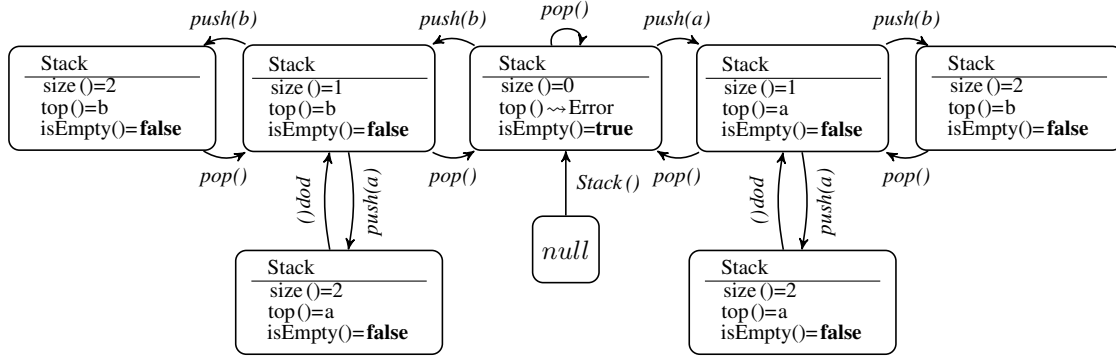 push(b)
push(b)
pop()
push(a)
push(b)
Stack
size()=2
top()=b
isEmpty()=false
Stack
size()=1
top()=b
isEmpty()=false
Stack
size()=0
top()⇝Error
isEmpty()=true
Stack
size()=1
top()=a
isEmpty()=false
Stack
size()=2
top()=b
isEmpty()=false
pop()
pop()
pop()
pop()
pop()
push(a)
Stack()
pop()
push(a)
null
Stack
size()=2
top()=a
isEmpty()=false
Stack
size()=2
top()=a
isEmpty()=false